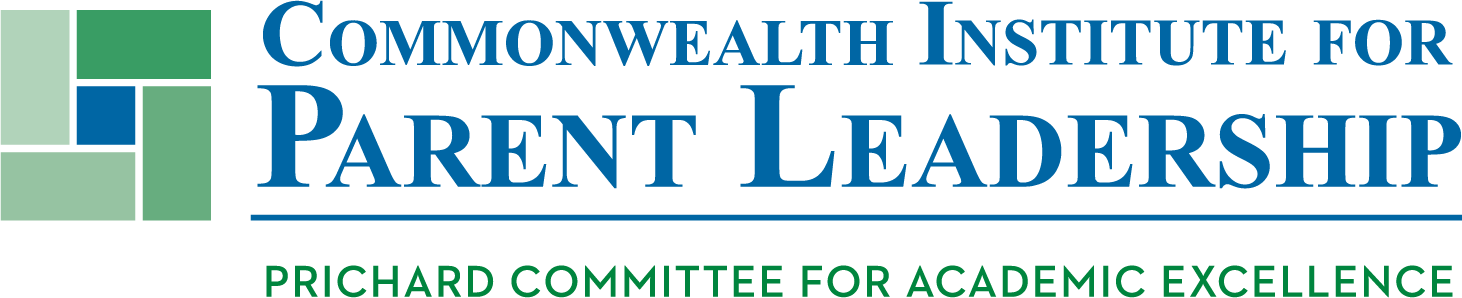 Commonwealth Institute for
Parent Leadership
PRICHARD COMMITTEE FOR ACADEMIC EXCELLENCE